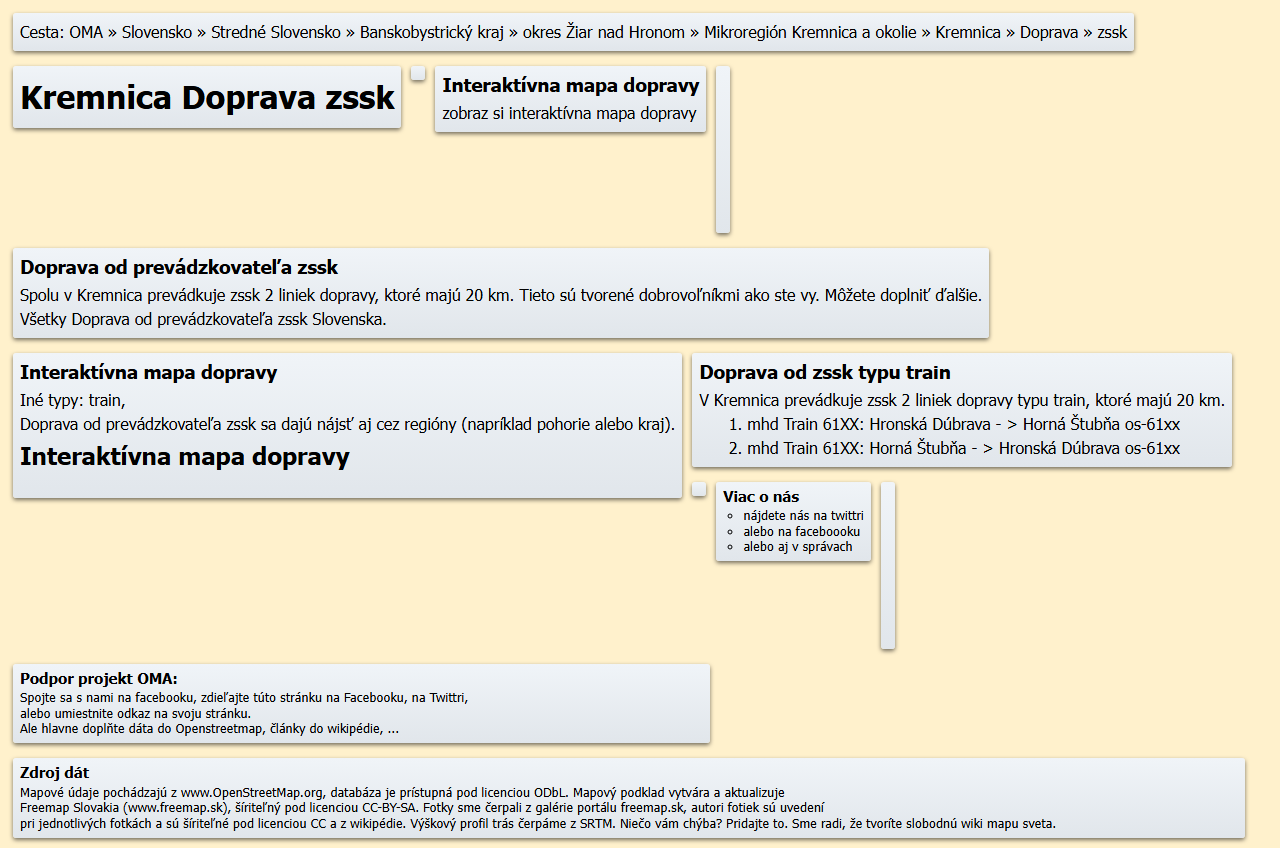 Cesta: OMA » Slovensko » Stredné Slovensko » Banskobystrický kraj » okres Žiar nad Hronom » Mikroregión Kremnica a okolie » Kremnica » Doprava » zssk
Kremnica Doprava zssk
Interaktívna mapa dopravy
zobraz si interaktívna mapa dopravy
Doprava od prevádzkovateľa zssk
Spolu v Kremnica prevádkuje zssk 2 liniek dopravy, ktoré majú 20 km. Tieto sú tvorené dobrovoľníkmi ako ste vy. Môžete doplniť ďalšie.
Všetky Doprava od prevádzkovateľa zssk Slovenska.
Interaktívna mapa dopravy
Iné typy: train,
Doprava od prevádzkovateľa zssk sa dajú nájsť aj cez regióny (napríklad pohorie alebo kraj).
Interaktívna mapa dopravy
Doprava od zssk typu train
V Kremnica prevádkuje zssk 2 liniek dopravy typu train, ktoré majú 20 km.
1. mhd Train 61XX: Hronská Dúbrava - > Horná Štubňa os-61xx
2. mhd Train 61XX: Horná Štubňa - > Hronská Dúbrava os-61xx
Viac o nás
nájdete nás na twittri
alebo na faceboooku
alebo aj v správach
Podpor projekt OMA:
Spojte sa s nami na facebooku, zdieľajte túto stránku na Facebooku, na Twittri,
alebo umiestnite odkaz na svoju stránku.
Ale hlavne doplňte dáta do Openstreetmap, články do wikipédie, ...
Zdroj dát
Mapové údaje pochádzajú z www.OpenStreetMap.org, databáza je prístupná pod licenciou ODbL. Mapový podklad vytvára a aktualizuje
Freemap Slovakia (www.freemap.sk), šíriteľný pod licenciou CC-BY-SA. Fotky sme čerpali z galérie portálu freemap.sk, autori fotiek sú uvedení
pri jednotlivých fotkách a sú šíriteľné pod licenciou CC a z wikipédie. Výškový profil trás čerpáme z SRTM. Niečo vám chýba? Pridajte to. Sme radi, že tvoríte slobodnú wiki mapu sveta.